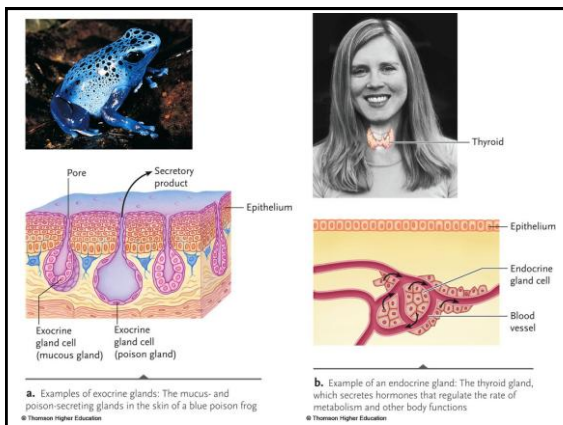 Pore
Secretory
product
Epithelium
Exocrine
gland cell
(mucous gland)
Exocrine
gland cell
(poison gland)
a. Examples of exocrine glands: The mucus- and
poison-secreting glands in the skin of a blue poison frog
© Thomson Higher Education
Thyroid
Epithelium
Endocrine
gland cell
Blood
vessel
b. Example of an endocrine gland: The thyroid gland,
which secretes hormones that regulate the rate of
metabolism and other body functions
© Thomson Higher Education